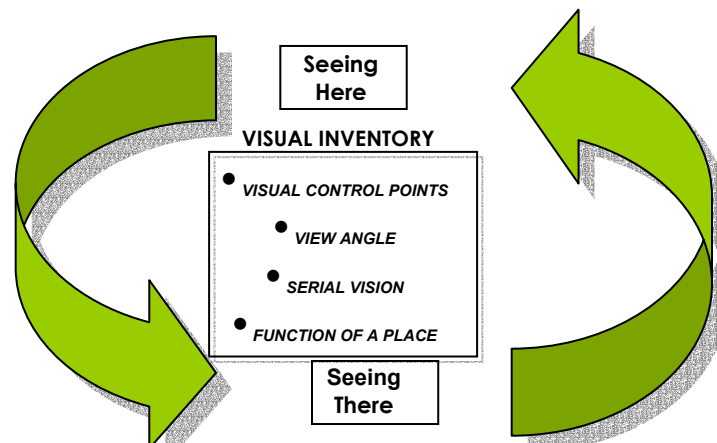 Seeing
Here
VISUAL INVENTORY
● VISUAL CONTROL POINTS
● VIEW ANGLE
● SERIAL VISION
● FUNCTION OF A PLACE
Seeing
There